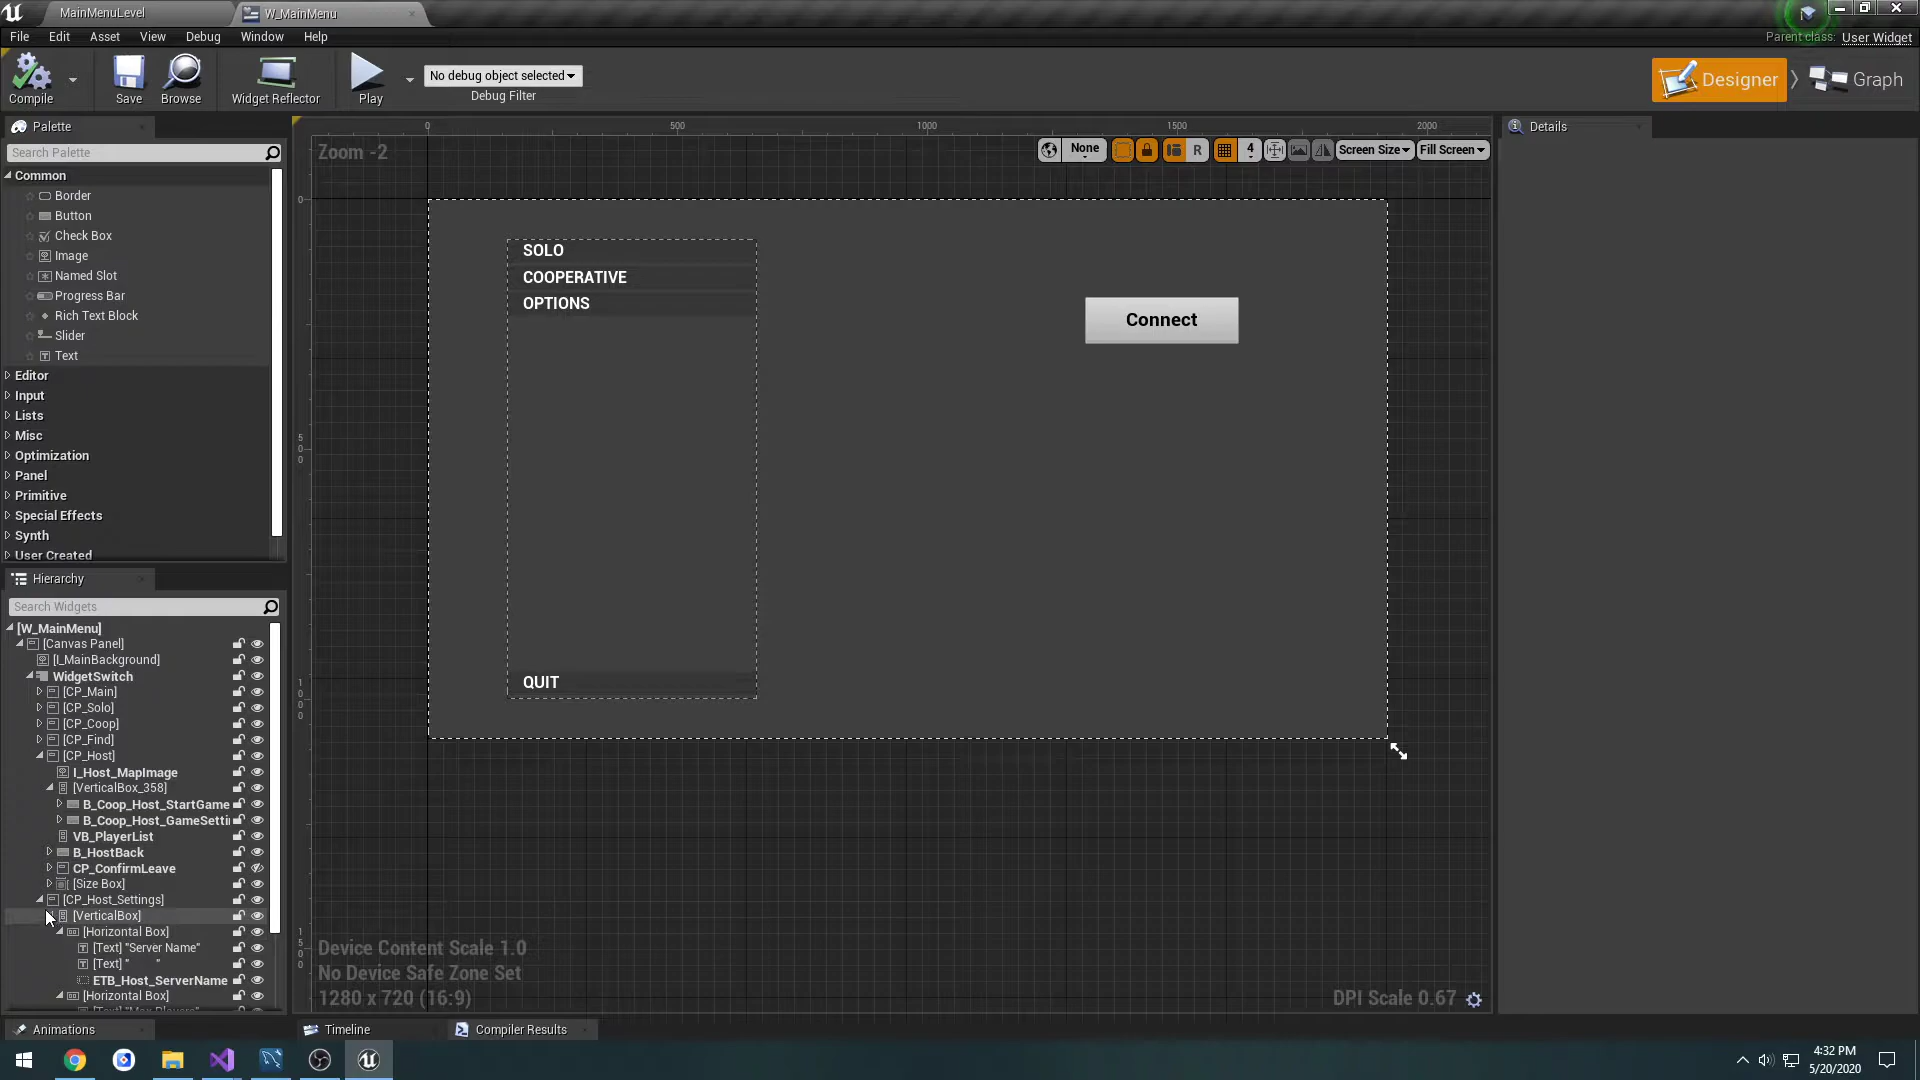 MainMenuLevel
W_MainMenu
File Edit Asset View Debug Window Help
Parent class: User Widget
Compile
Save
Browse
Widget Reflector
Play
No debug object selected
Debug Filter
Designer
Graph
Palette
Search Palette
Common
Border
Button
Check Box
Image
Named Slot
Progress Bar
Rich Text Block
Slider
Text
Editor
Input
Lists
Misc
Optimization
Panel
Primitive
Special Effects
Synth
User Created
Hierarchy
Search Widgets
[W_MainMenu]
[Canvas Panel]
[I_MainBackground]
WidgetSwitch
[CP_Main]
[CP_Solo]
[CP_Coop]
[CP_Find]
[CP_Host]
I_Host_MapImage
[VerticalBox_358]
B_Coop_Host_StartGame
B_Coop_Host_GameSetti
VB_PlayerList
B_HostBack
CP_ConfirmLeave
[Size Box]
[CP_Host_Settings]
[VerticalBox]
[Horizontal Box]
[Text] "Server Name"
[Text] " "
ETB_Host_ServerName
[Horizontal Box]
[Text] "Max Players"
Animations
0 500 1000 1500 2000
Zoom -2
None
R
4
Screen Size
Fill Screen
0
500
1000
1500
SOLO
COOPERATIVE
OPTIONS
QUIT
Connect
Device Content Scale 1.0
No Device Safe Zone Set
1280 x 720 (16:9)
DPI Scale 0.67
Details
Timeline
Compiler Results
4:32 PM
5/20/2020